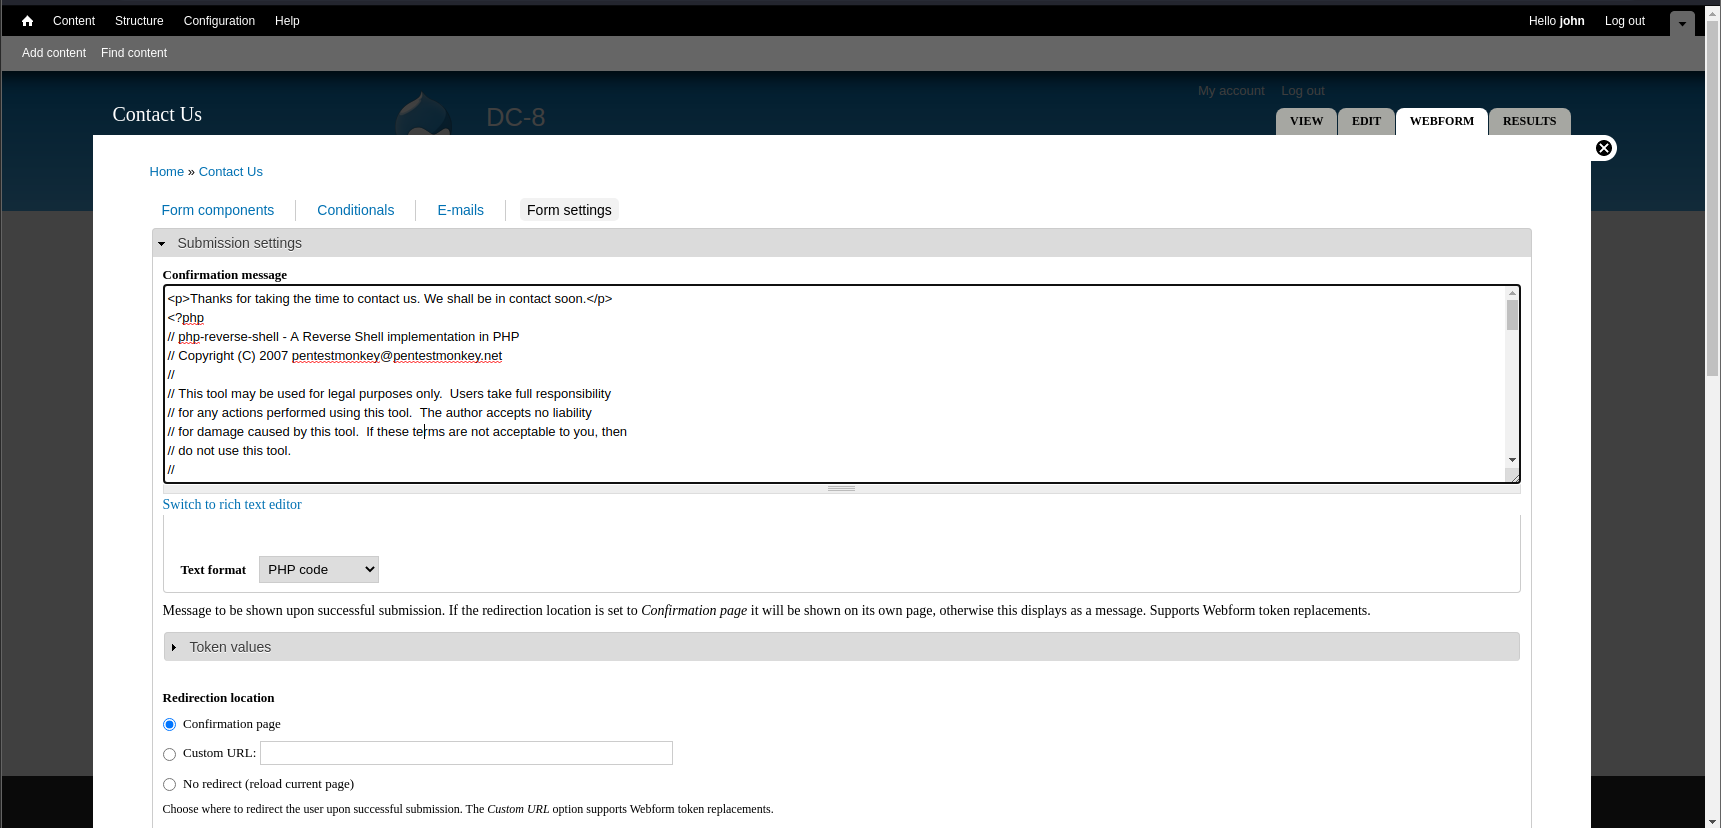 Content Structure Configuration Help Hello john Log out
Add content Find content
My account Log out
Contact Us DC-8
VIEW EDIT WEBFORM RESULTS
Home » Contact Us
Form components Conditionals E-mails Form settings
Submission settings
Confirmation message
<p>Thanks for taking the time to contact us. We shall be in contact soon.</p>
<?php
// php-reverse-shell - A Reverse Shell implementation in PHP
// Copyright (C) 2007 pentestmonkey@pentestmonkey.net
//
// This tool may be used for legal purposes only.  Users take full responsibility
// for any actions performed using this tool.  The author accepts no liability
// for damage caused by this tool.  If these terms are not acceptable to you, then
// do not use this tool.
//
Switch to rich text editor
Text format PHP code
Message to be shown upon successful submission. If the redirection location is set to Confirmation page it will be shown on its own page, otherwise this displays as a message. Supports Webform token replacements.
Token values
Redirection location
Confirmation page
Custom URL:
No redirect (reload current page)
Choose where to redirect the user upon successful submission. The Custom URL option supports Webform token replacements.